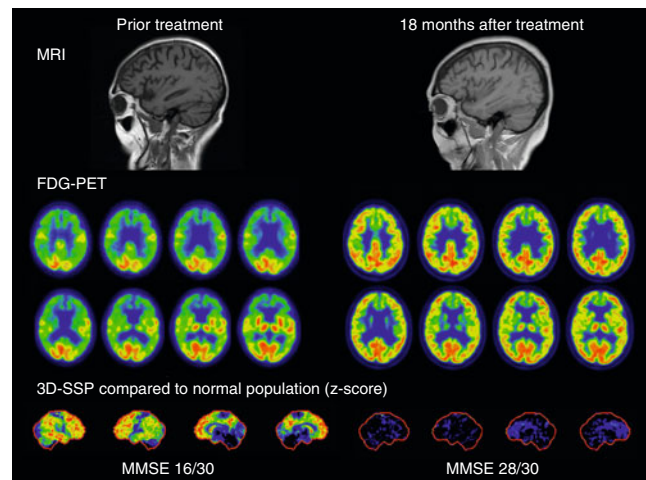 Prior treatment
18 months after treatment
MRI
FDG-PET
3D-SSP compared to normal population (z-score)
MMSE 16/30
MMSE 28/30